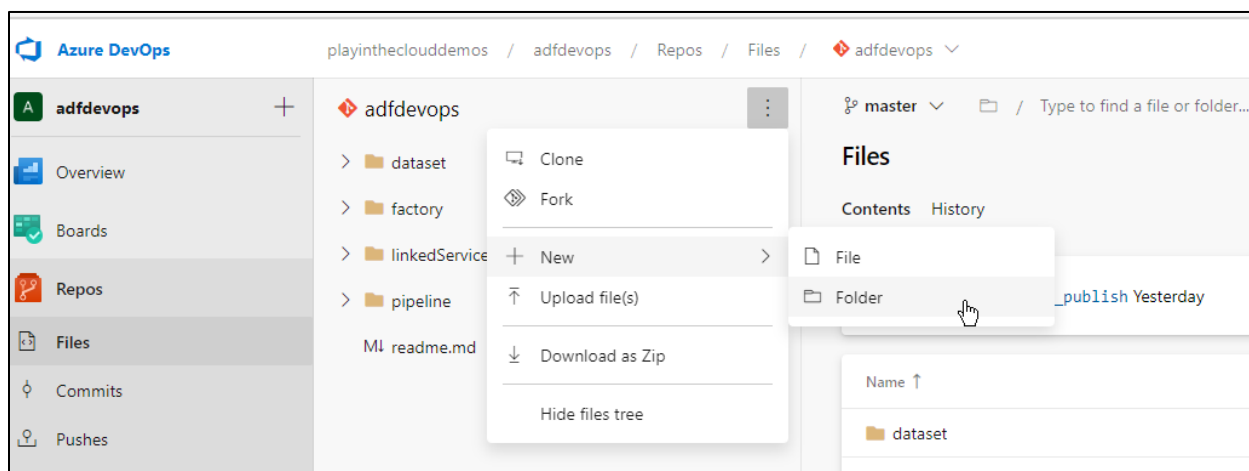 Azure DevOps
playintheclouddemos / adfdevops / Repos / Files / adfdevops
A adfdevops
Overview
Boards
Repos
Files
Commits
Pushes
adfdevops
dataset
factory
linkedService
pipeline
M↓ readme.md
Clone
Fork
New
Upload file(s)
Download as Zip
Hide files tree
File
Folder
master / Type to find a file or folder...
Files
Contents History
_publish Yesterday
Name ↑
dataset